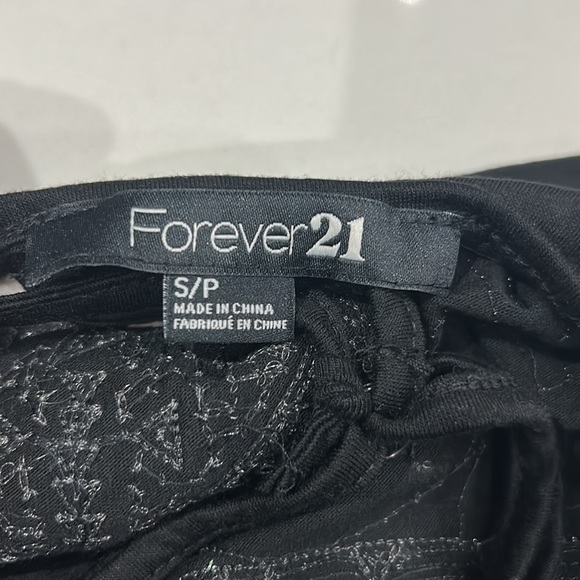 Forever21
S/P
MADE IN CHINA
FABRIQUÉ EN CHINE